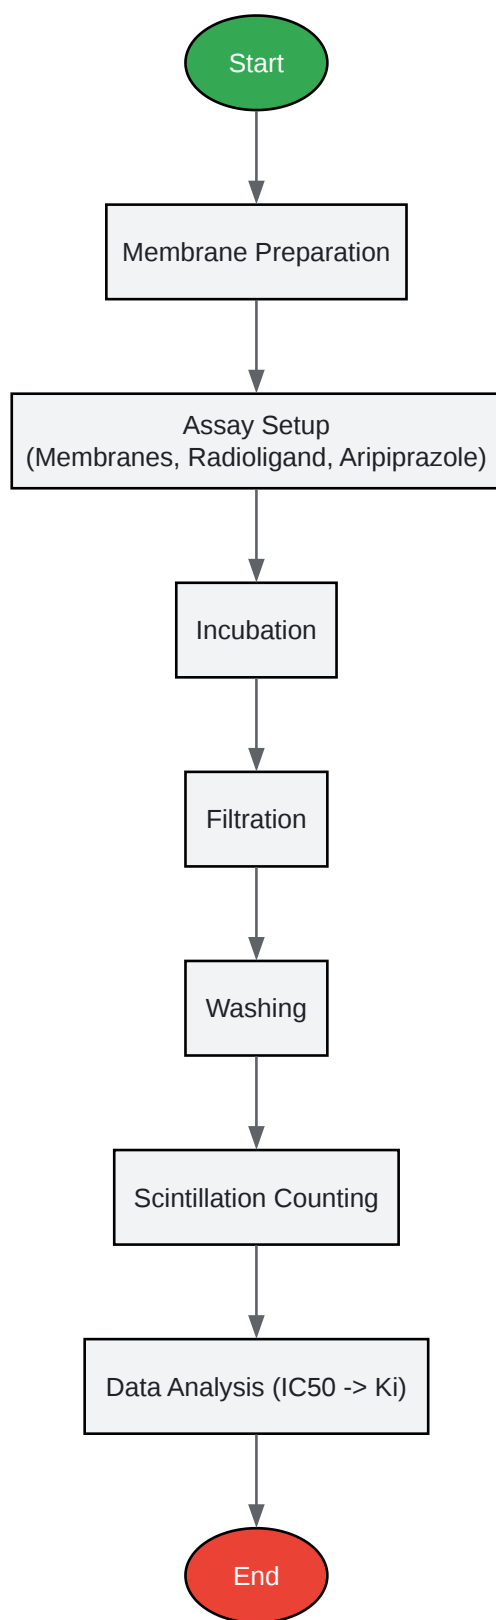 Start
Membrane Preparation
Assay Setup
(Membranes, Radioligand, Aripiprazole)
Incubation
Filtration
Washing
Scintillation Counting
Data Analysis (IC50 -> Ki)
End